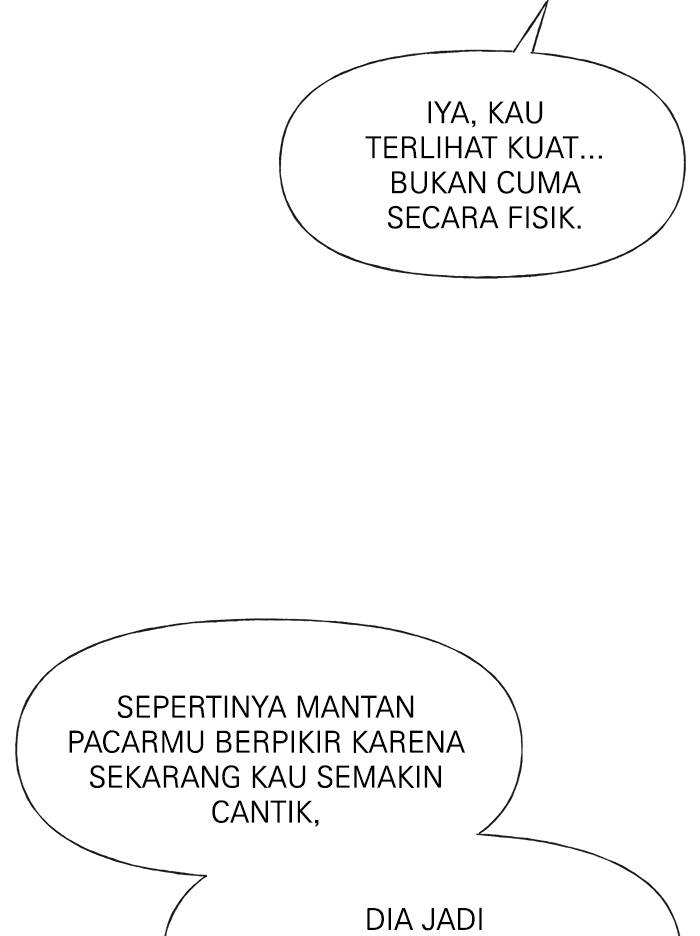 IYA, KAU
TERLIHAT KUAT...
BUKAN CUMA
SECARA FISIK.
SEPERTINYA MANTAN
PACARMU BERPIKIR KARENA
SEKARANG KAU SEMAKIN
CANTIK,
DIA JADI